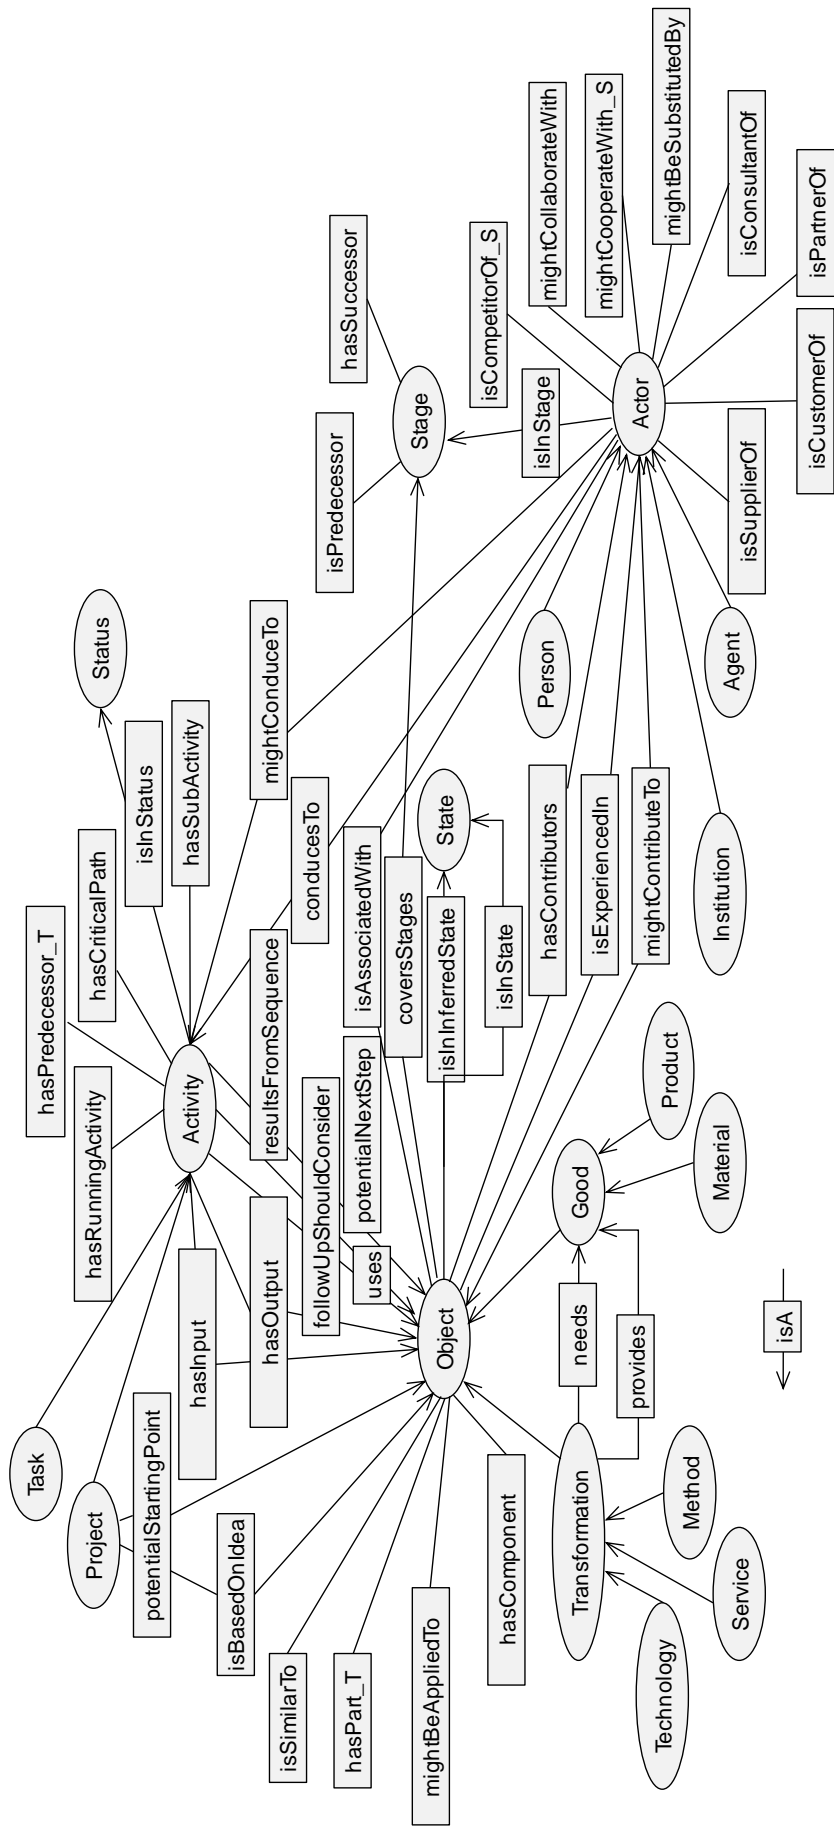 Task
Project
potentialStartingPoint
isBasedOnIdea
isSimilarTo
hasPart_T
mightBeAppliedTo
hasComponent
Transformation
Technology
Service
Method
hasRunningActivity
hasPredecessor_T
hasCriticalPath
isInStatus
Status
hasSubActivity
Activity
hasInput
hasOutput
resultsFromSequence
followUpShouldConsider
potentialNextStep
uses
Object
mightConduceTo
conducesTo
isAssociatedWith
coversStages
isInInferredState
State
isInState
hasContributors
isExperiencedIn
mightContributeTo
needs
provides
Good
Product
Material
isA
isPredecessor
hasSuccessor
Stage
isInStage
isCompetitorOf_S
mightCollaborateWith
mightCooperateWith_S
mightBeSubstitutedBy
isConsultantOf
isPartnerOf
isCustomerOf
isSupplierOf
Actor
Person
Agent
Institution